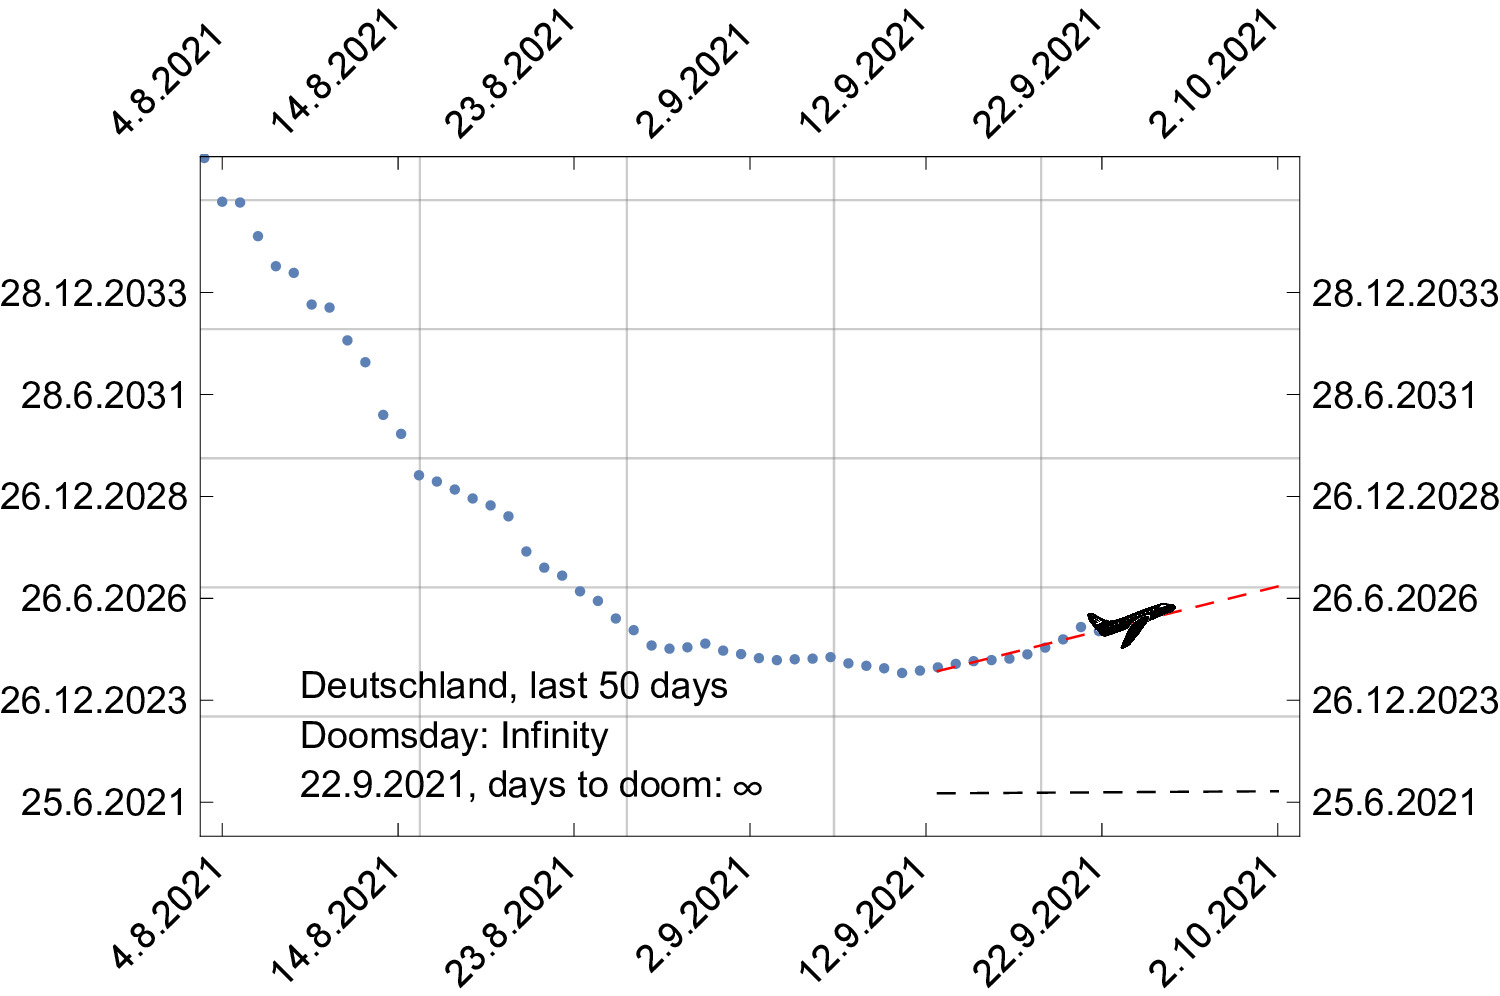 4.8.2021 14.8.2021 23.8.2021 2.9.2021 12.9.2021 22.9.2021 2.10.2021
28.12.2033 28.12.2033
28.6.2031 28.6.2031
26.12.2028 26.12.2028
26.6.2026 26.6.2026
Deutschland, last 50 days
26.12.2023 26.12.2023
Doomsday: Infinity
22.9.2021, days to doom: ∞
25.6.2021 25.6.2021
4.8.2021 14.8.2021 23.8.2021 2.9.2021 12.9.2021 22.9.2021 2.10.2021